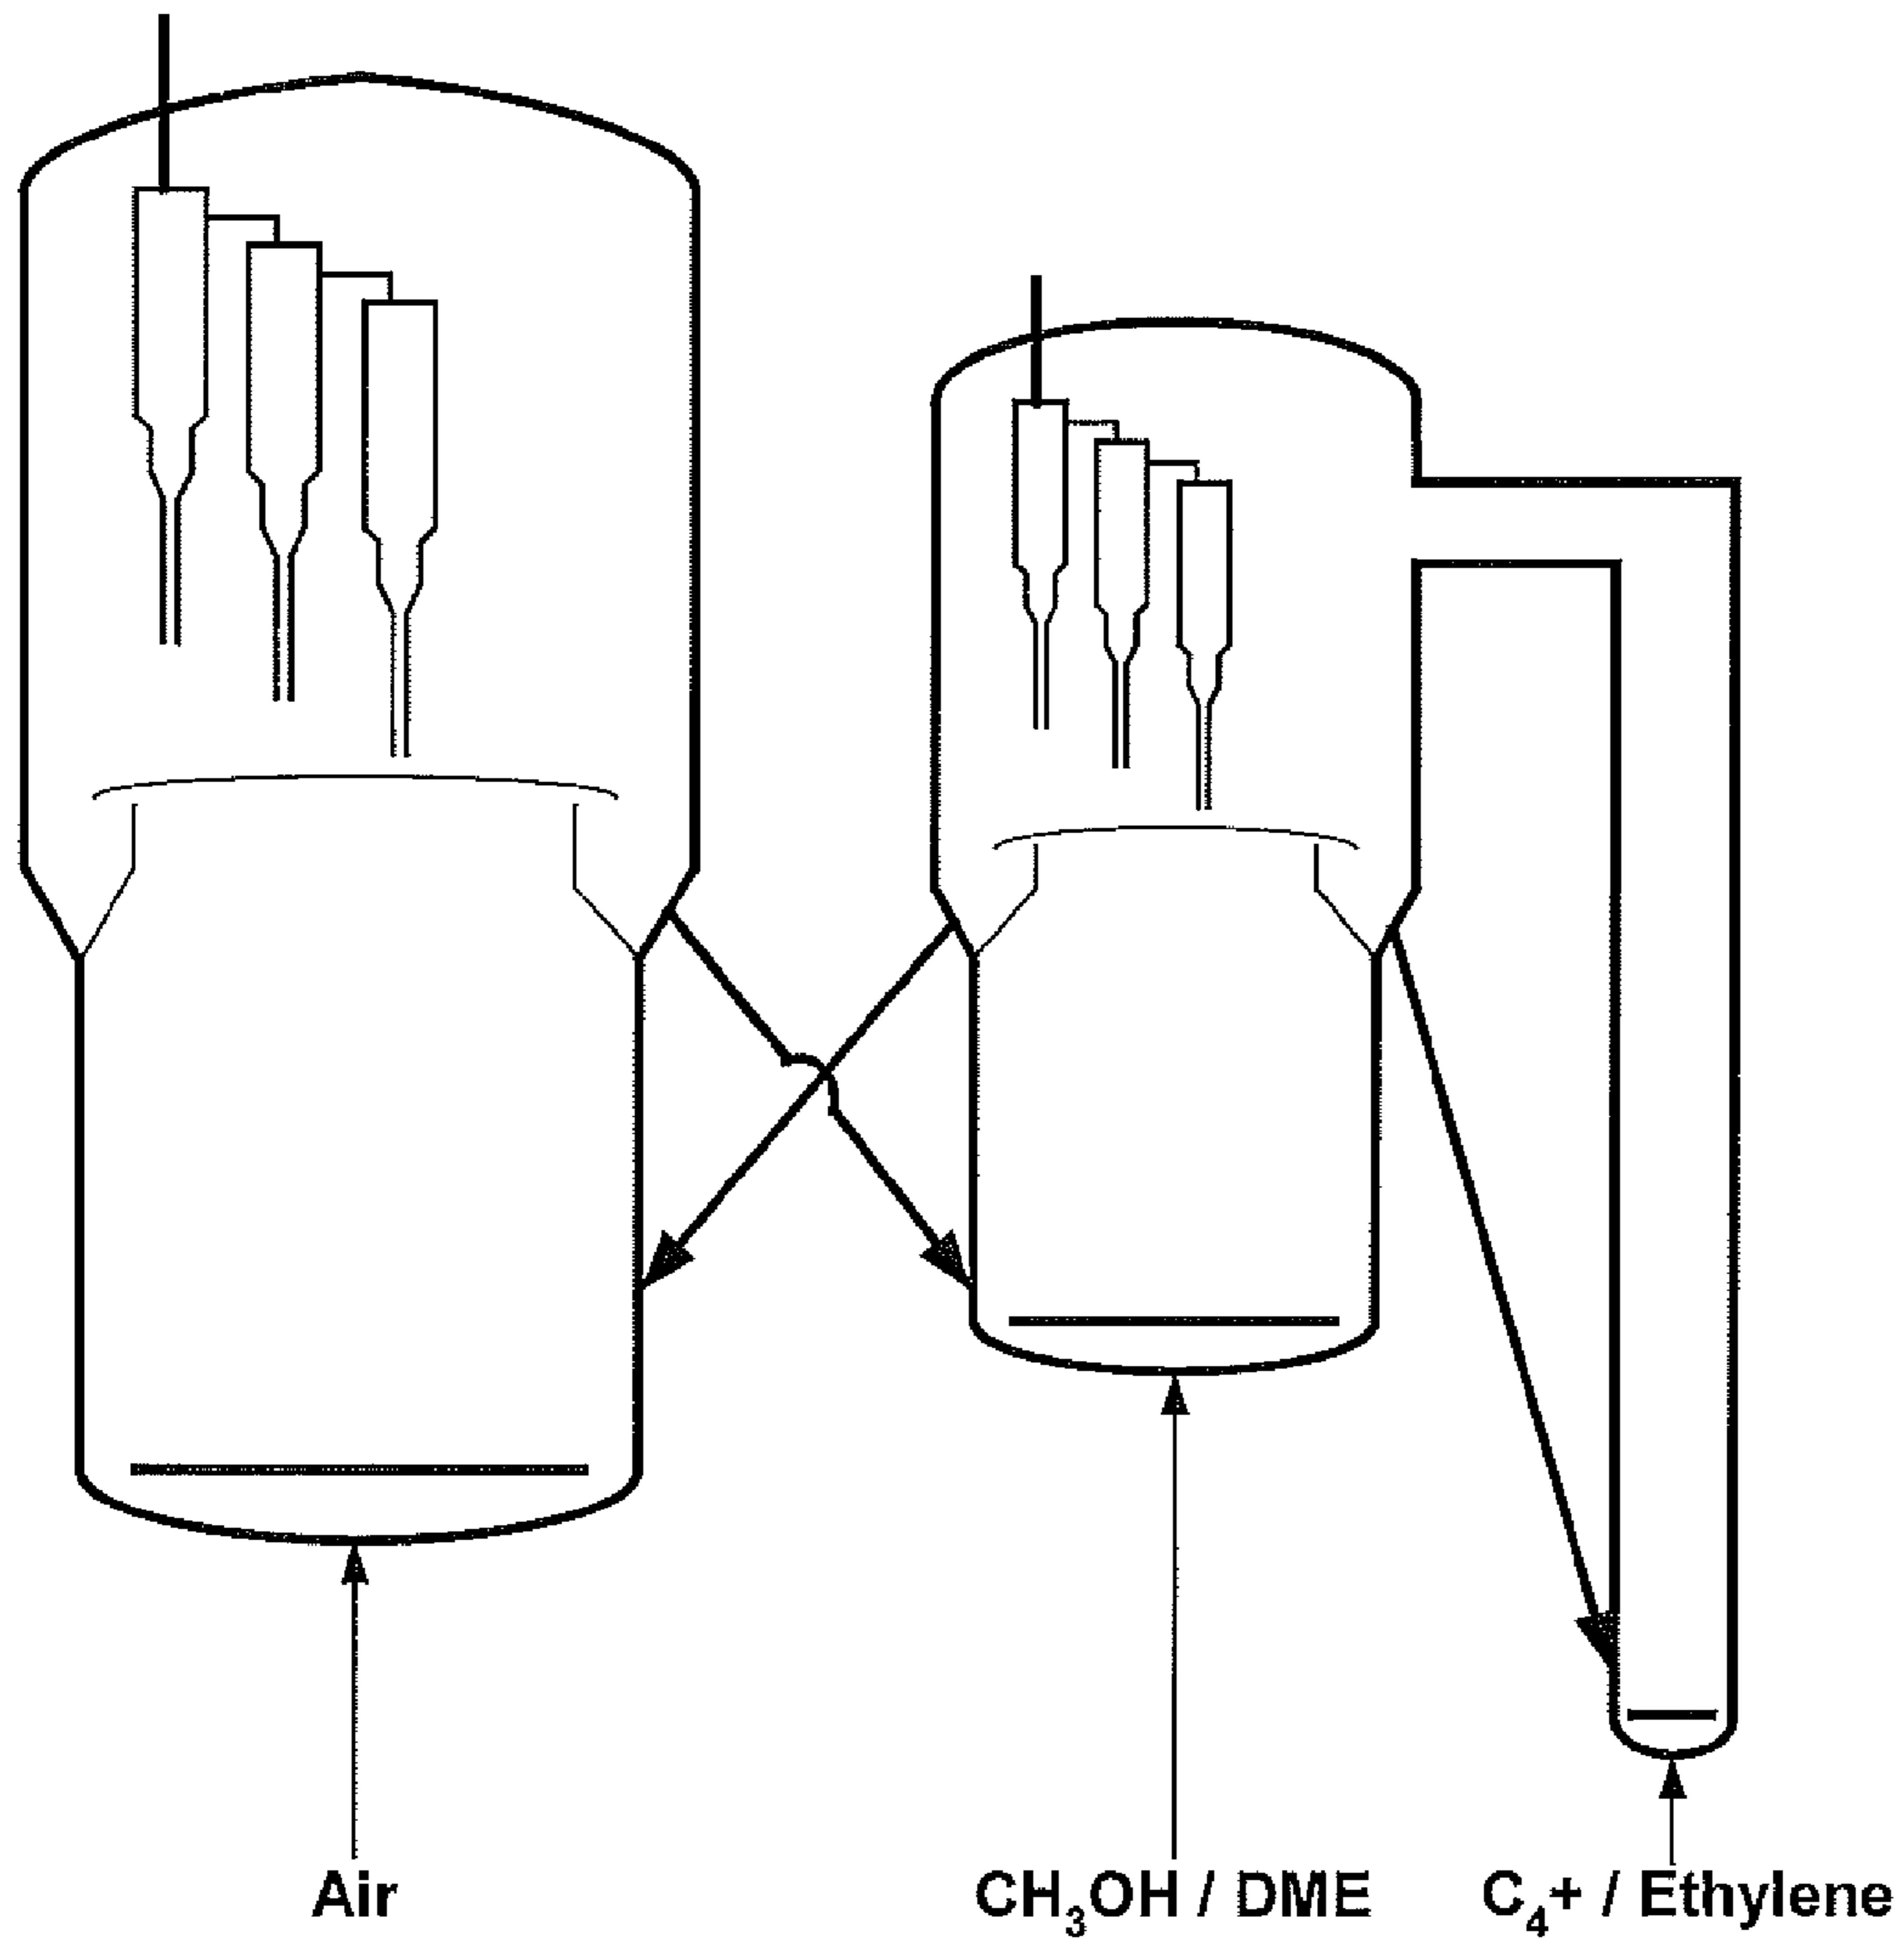 Air
CH₃OH / DME
C₄+ / Ethylene